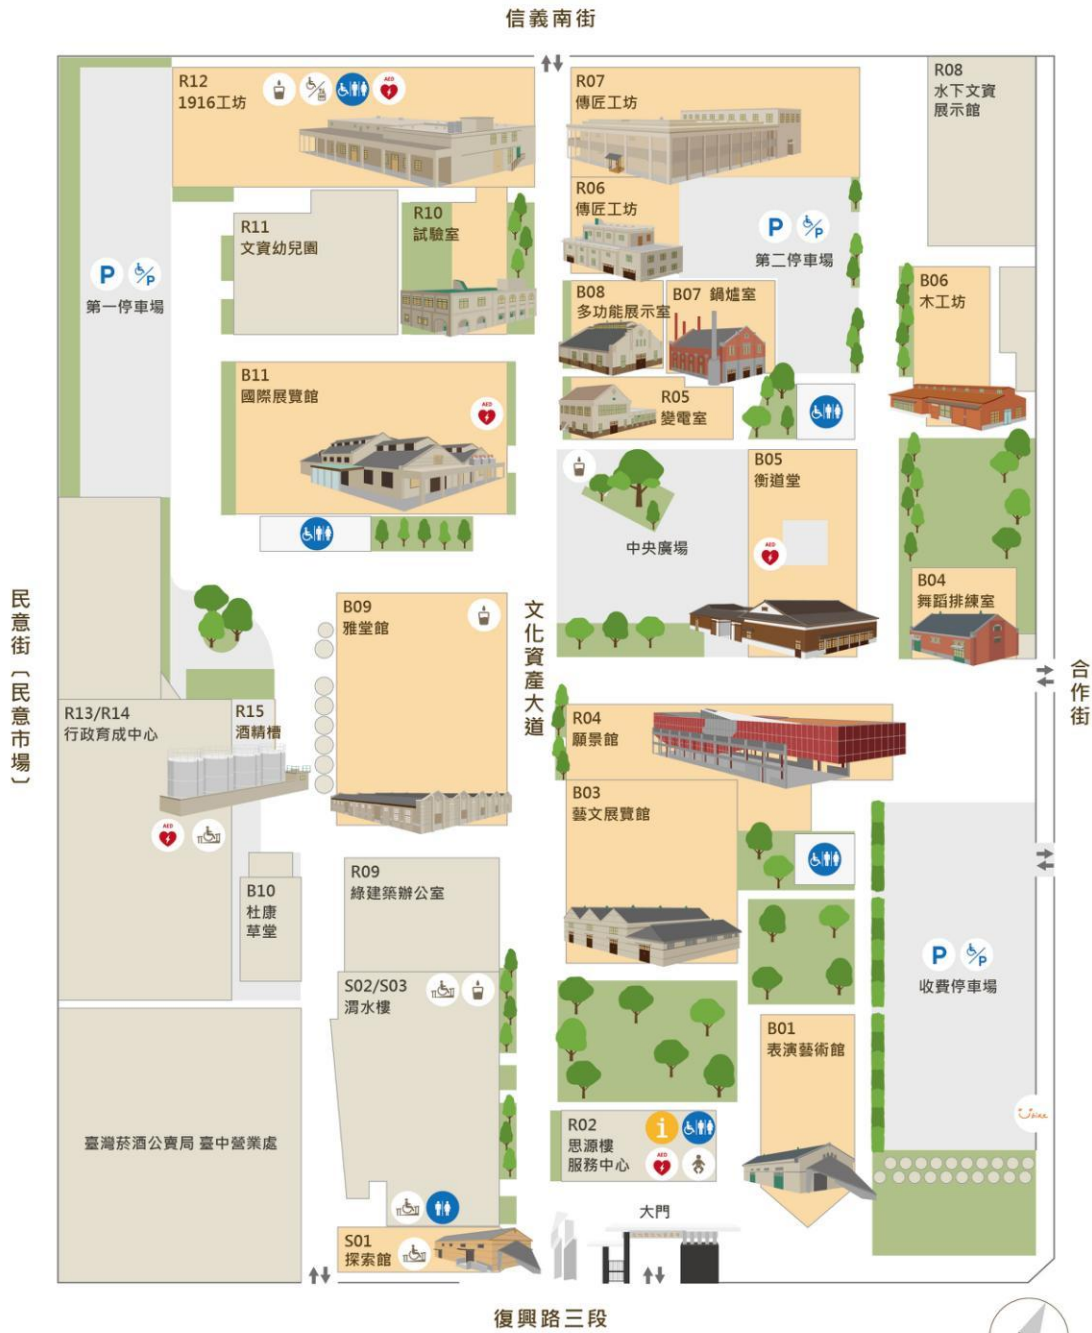 信義南街
R12
1916工坊
AED
R07
傳匠工坊
R08
水下文資
展示館
R11
文資幼兒園
R10
試驗室
R06
傳匠工坊
P
P
第二停車場
P
P
第一停車場
B08
多功能展示室
B07 鍋爐室
B06
木工坊
B11
國際展覽館
AED
R05
變電室
B05
衡道堂
AED
中央廣場
B04
舞蹈排練室
民意街〔民意市場〕
B09
雅堂館
文化資產大道
合作街
R13/R14
行政育成中心
R15
酒精槽
AED
R04
願景館
B03
藝文展覽館
B10
杜康
草堂
R09
綠建築辦公室
S02/S03
渭水樓
P
P
收費停車場
B01
表演藝術館
臺灣菸酒公賣局 臺中營業處
R02
思源樓
服務中心
i
AED
Ubike
大門
S01
探索館
復興路三段